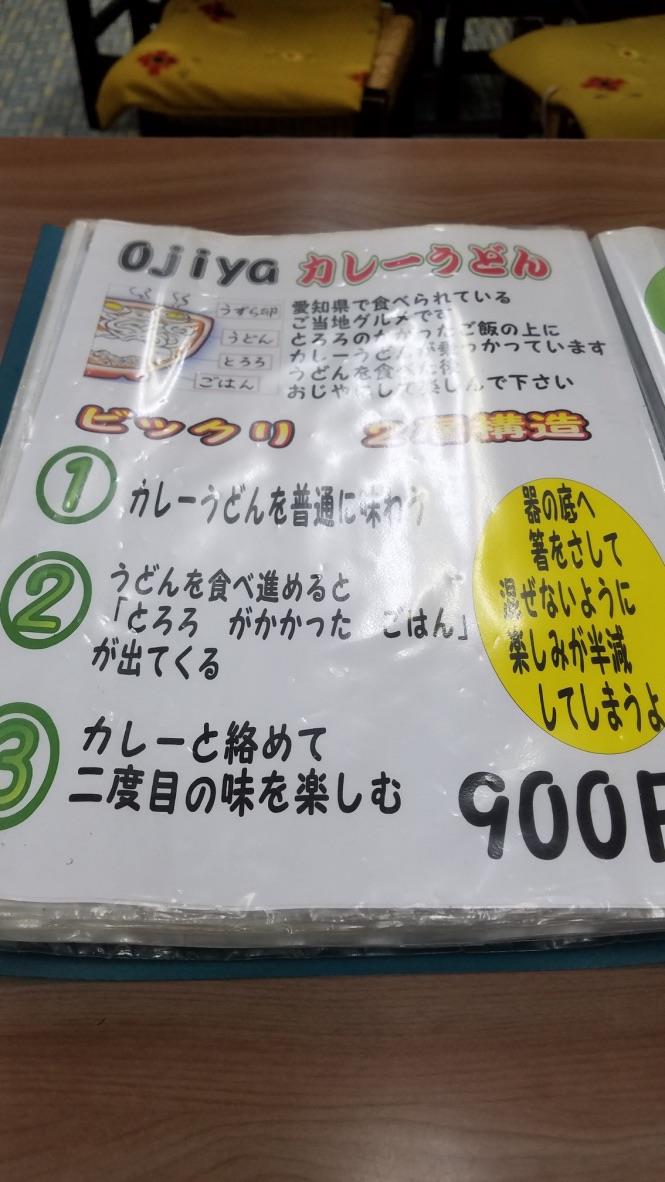 Ojiya カレーうどん
うずら卵
うどん
とろろ
ごはん
愛知県で食べられている
ご当地グルメです
とろろのかかったご飯の上に
カレーうどんが乗っかっています
うどんを食べた後
おじやにして楽しんで下さい
ビックリ 2層構造
1 カレーうどんを普通に味わう
2 うどんを食べ進めると
「とろろ がかかった ごはん」
が出てくる
3 カレーと絡めて
二度目の味を楽しむ
器の底へ
箸をさして
混ぜないように
楽しみが半減
してしまうよ
900円